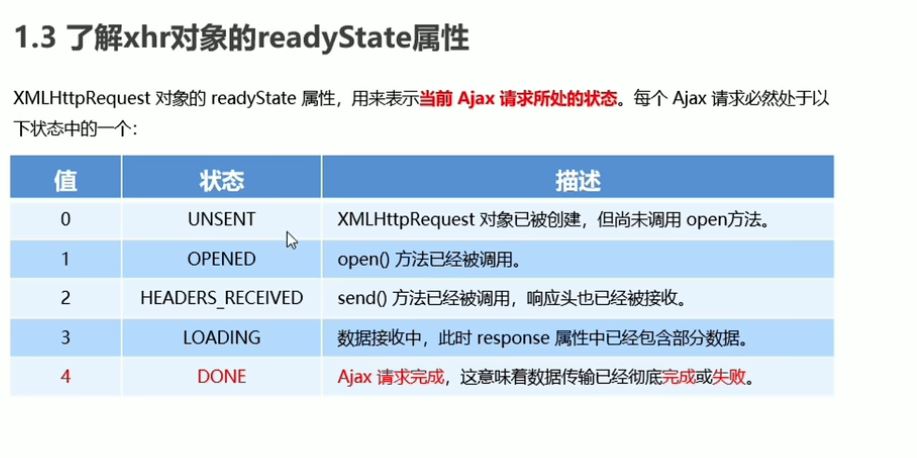 1.3 了解xhr对象的readyState属性
XMLHttpRequest 对象的 readyState 属性，用来表示当前 Ajax 请求所处的状态。每个 Ajax 请求必然处于以
下状态中的一个：
值 状态 描述
0 UNSENT XMLHttpRequest 对象已被创建，但尚未调用 open方法。
1 OPENED open() 方法已经被调用。
2 HEADERS_RECEIVED send() 方法已经被调用，响应头也已经被接收。
3 LOADING 数据接收中，此时 response 属性中已经包含部分数据。
4 DONE Ajax 请求完成，这意味着数据传输已经彻底完成或失败。